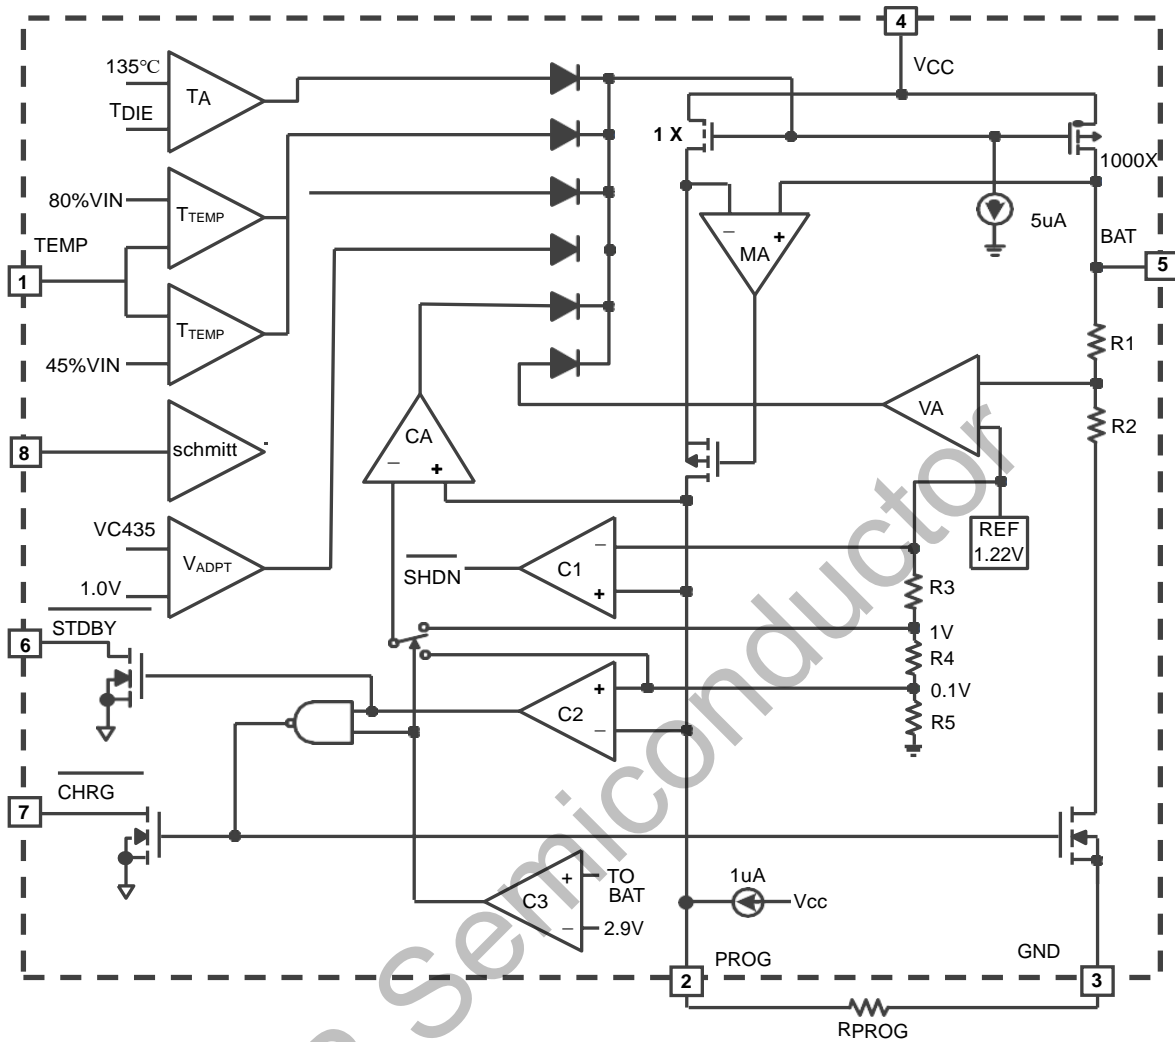 4
VCC
135℃
TA
TDIE
1 X
1000X
80%VIN
TTEMP
5uA
TEMP
MA
BAT
1
5
TTEMP
45%VIN
R1
VA
R2
CA
8
schmitt
REF
1.22V
VC435
VADPT
SHDN
C1
R3
1.0V
STDBY
6
1V
R4
0.1V
C2
R5
CHRG
7
TO
BAT
1uA
Vcc
C3
2.9V
PROG
GND
2
3
RPROG
n Semiconductor